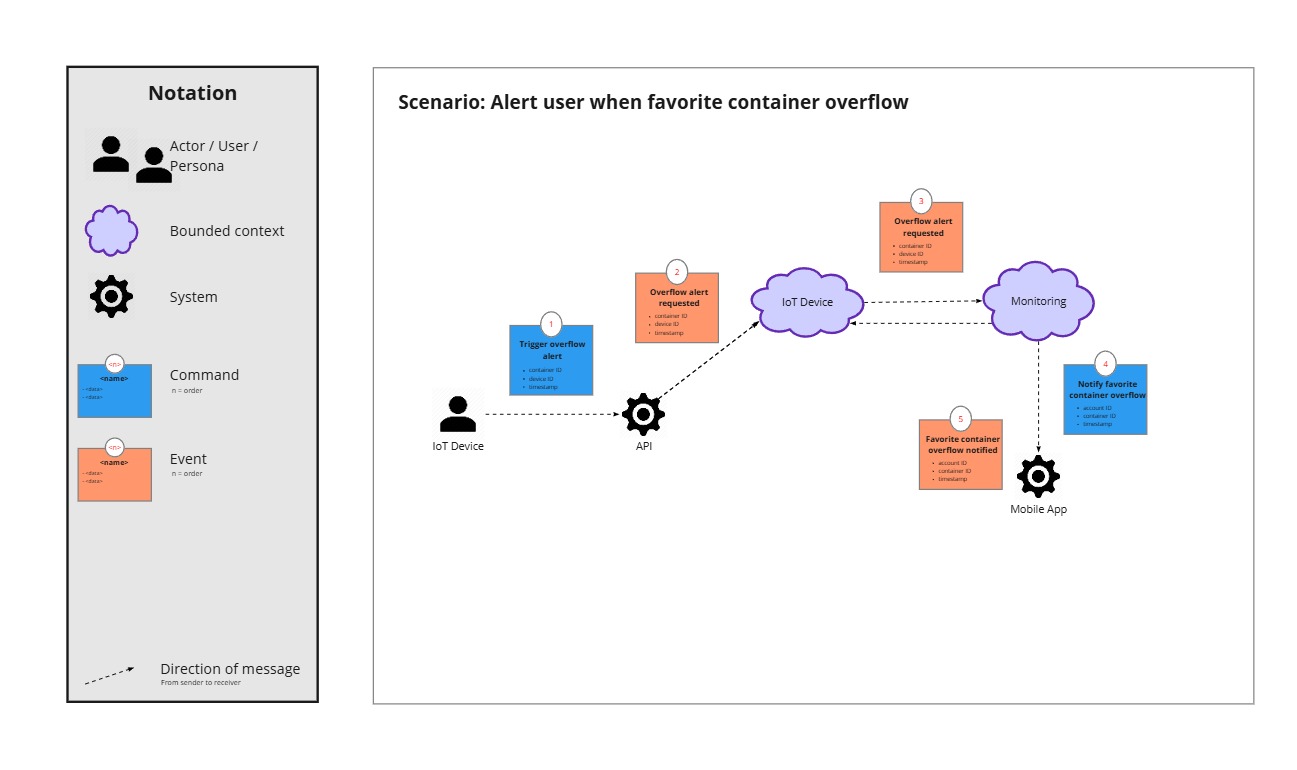 Notation
Actor / User /
Persona
Bounded context
System
<n>
<name>
- <data>
- <data>
Command
n = order
<n>
<name>
- <data>
- <data>
Event
n = order
Direction of message
From sender to receiver
Scenario: Alert user when favorite container overflow
1
Trigger overflow
alert
• container ID
• device ID
• timestamp
IoT Device
API
2
Overflow alert
requested
• container ID
• device ID
• timestamp
IoT Device
3
Overflow alert
requested
• container ID
• device ID
• timestamp
Monitoring
4
Notify favorite
container overflow
• account ID
• container ID
• timestamp
5
Favorite container
overflow notified
• account ID
• container ID
• timestamp
Mobile App